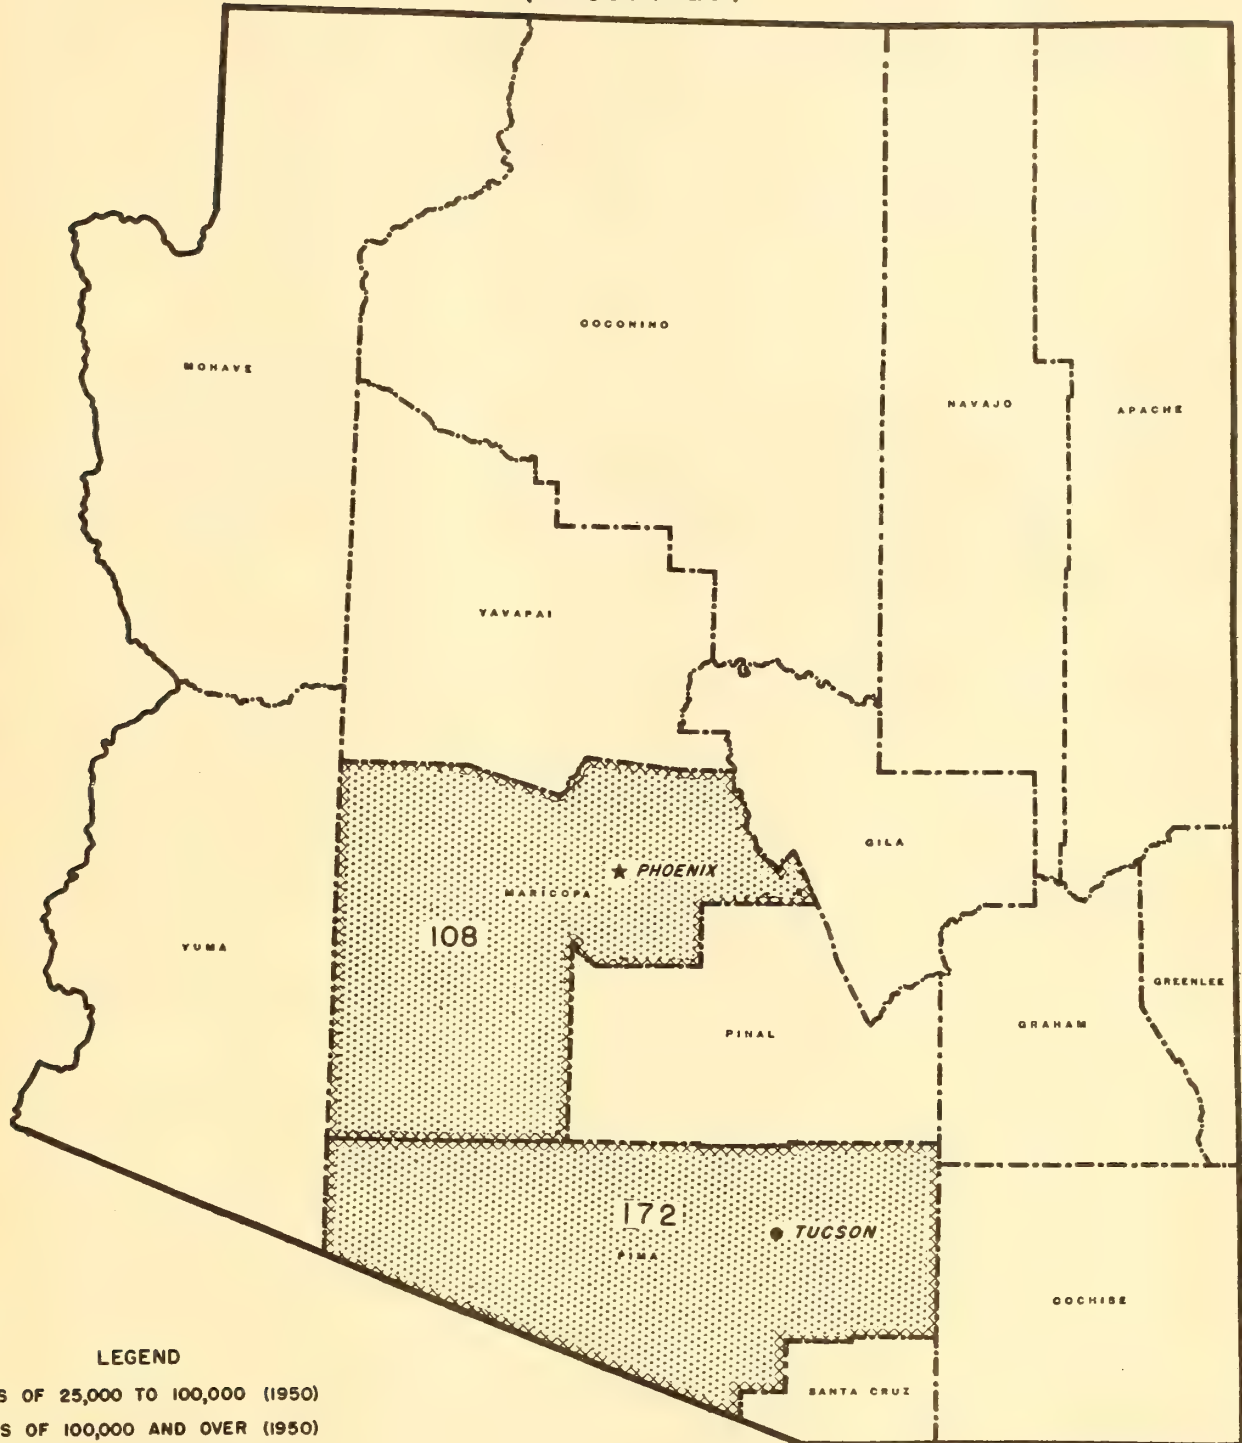 COCONINO
MOHAVE
NAVAJO
APACHE
YAVAPAI
GILA
★ PHOENIX
MARICOPA
108
YUMA
GREENLEE
GRAHAM
PINAL
172
● TUCSON
PIMA
COCHISE
LEGEND
S OF 25,000 TO 100,000 (1950)
SANTA CRUZ
S OF 100,000 AND OVER (1950)